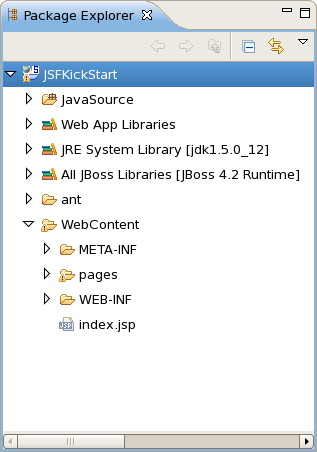 Package Explorer
JSFKickStart
JavaSource
Web App Libraries
JRE System Library [jdk1.5.0_12]
All JBoss Libraries [JBoss 4.2 Runtime]
ant
WebContent
META-INF
pages
WEB-INF
index.jsp